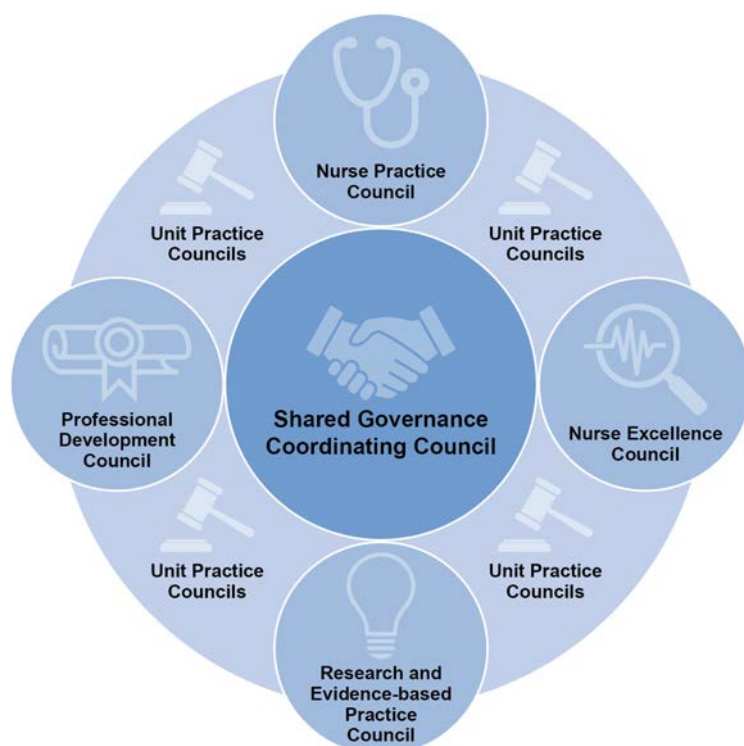 Nurse Practice
Council
Unit Practice
Councils
Unit Practice
Councils
Professional
Development
Council
Shared Governance
Coordinating Council
Nurse Excellence
Council
Unit Practice
Councils
Unit Practice
Councils
Research and
Evidence-based
Practice
Council